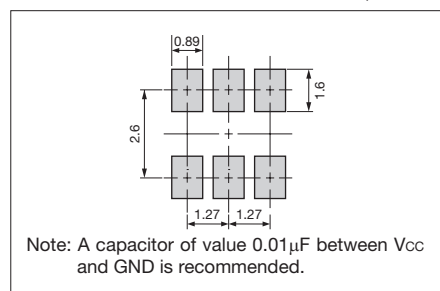 0.89
1.6
2.6
1.27 1.27
Note: A capacitor of value 0.01μF between Vcc
and GND is recommended.